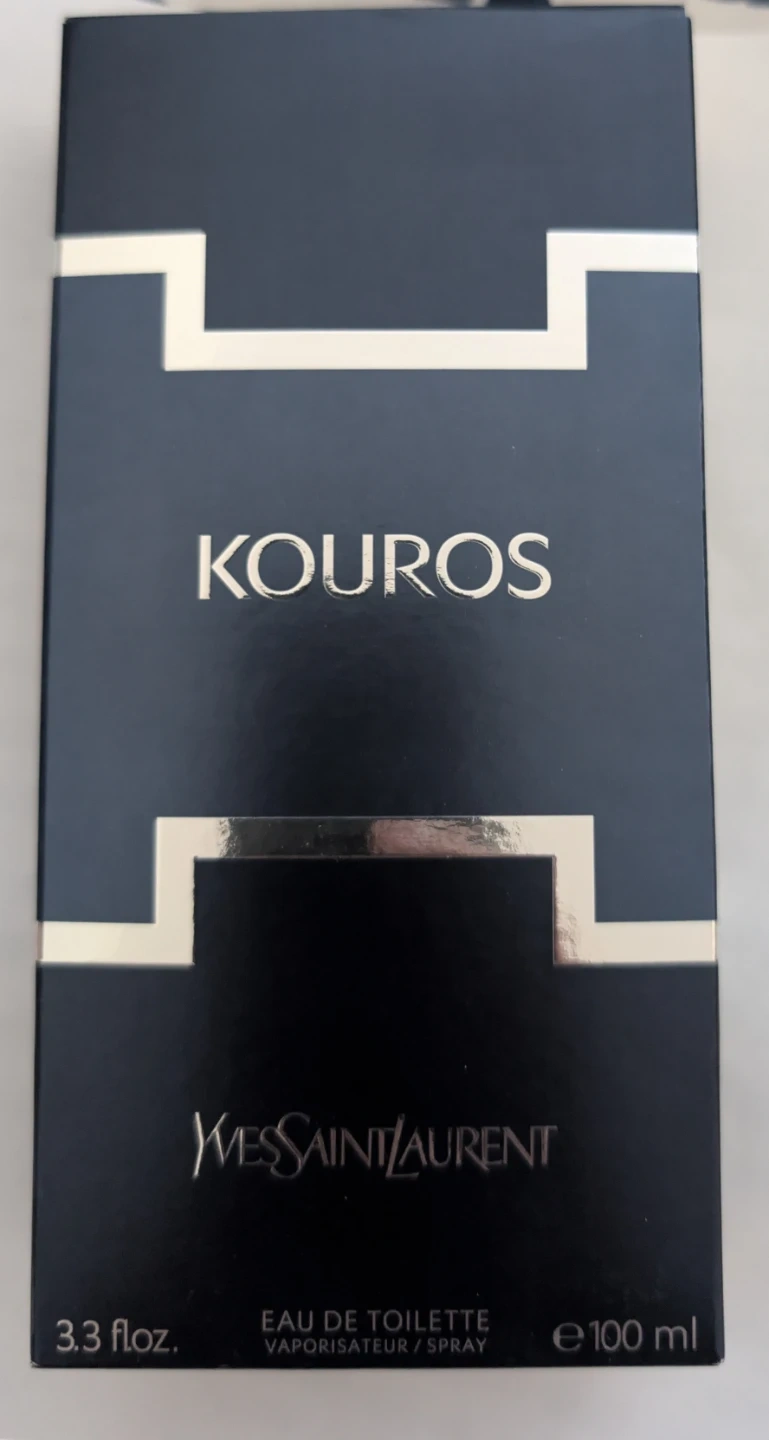 KOUROS
YVESSAINTLAURENT
3.3 fl oz.
EAU DE TOILETTE
VAPORISATEUR / SPRAY
℮ 100 ml